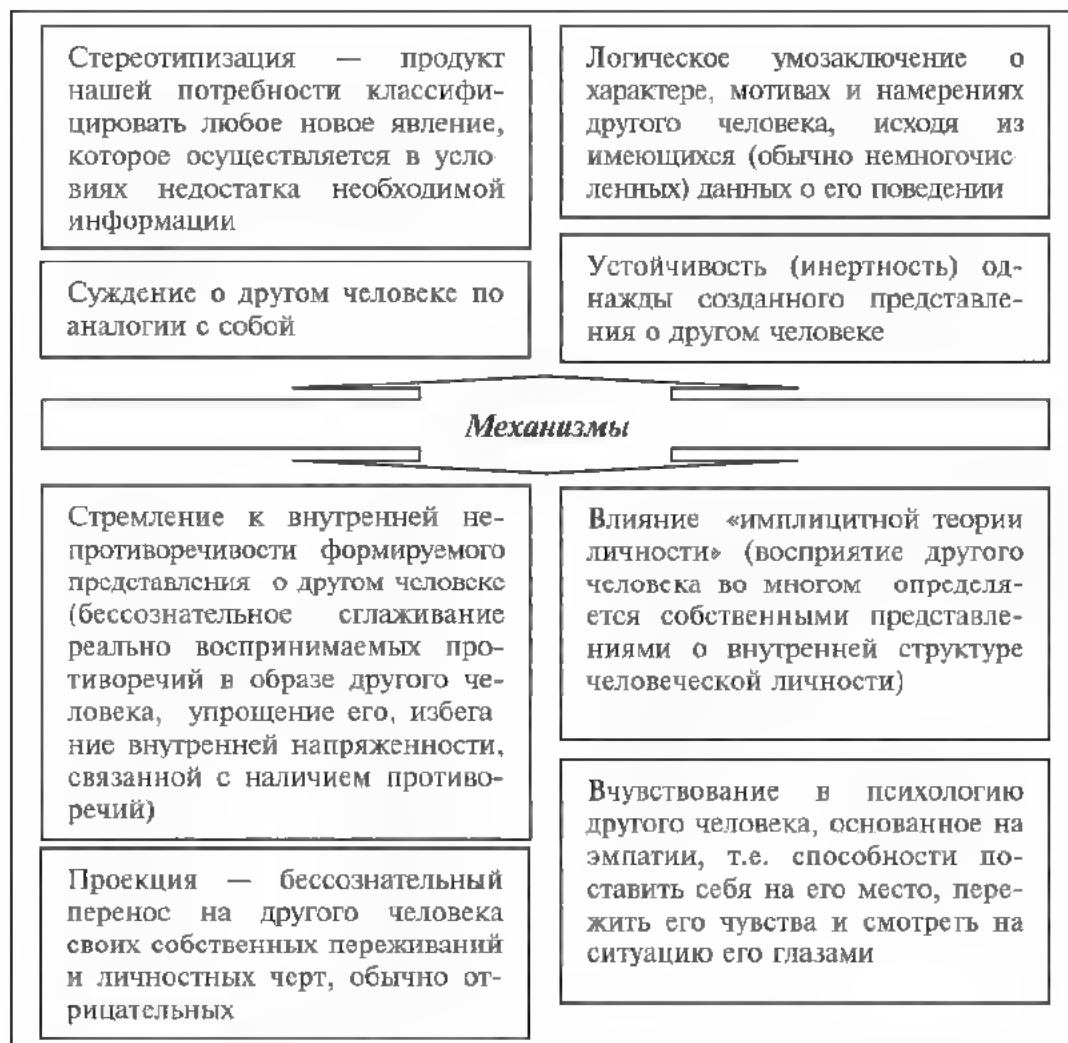 Стереотипизация — продукт
нашей потребности классифи-
цировать любое новое явление,
которое осуществляется в усло
виях недостатка необходимой
информации
Суждение о другом человеке по
аналогии с собой
Логическое умозаключение о
характере, мотивах и намерениях
другого человека, исходя из
имеющихся (обычно немногочис
ленных) данных о его поведении
Устойчивость (инертность) од-
нажды созданного представле-
ния о другом человеке
Механизмы
Стремление к внутренней не-
противоречивости формируемого
представления о другом человеке
(бессознательное сглаживание
реально воспринимаемых про-
тиворечий в образе другого че-
ловека, упрощение его, избега
ние внутренней напряженности,
связанной с наличием противо-
речий)
Проекция — бессознательный
перенос на другого человека
своих собственных переживаний
и личностных черт, обычно от-
рицательных
Влияние «имплицитной теории
личности» (восприятие другого
человека во многом определя-
ется собственными представле-
ниями о внутренней структуре
человеческой личности)
Вчувствование в психологию
другого человека, основанное на
эмпатии, т.е. способности по-
ставить себя на его место, пере-
жить его чувства и смотреть на
ситуацию его глазами